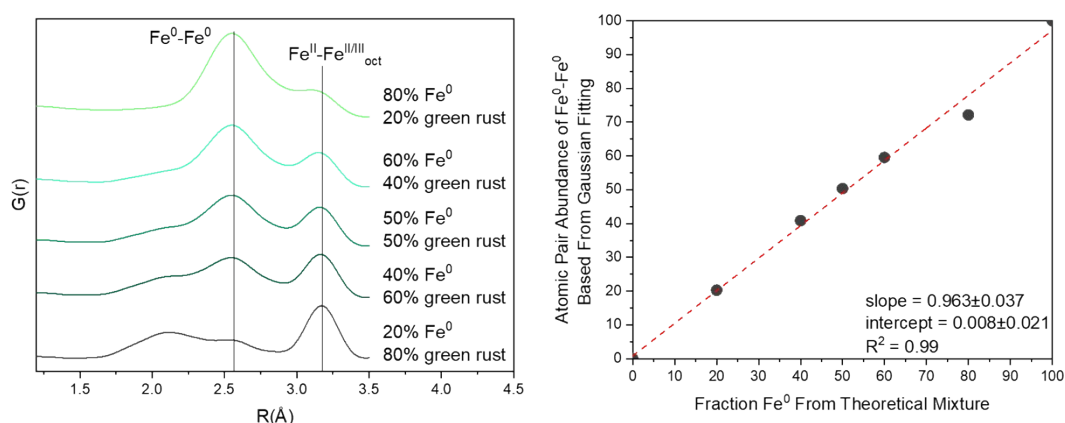 Fe⁰-Fe⁰
Feᴵᴵ-Feᴵᴵ/ᴵᴵᴵoct
80% Fe⁰
20% green rust
60% Fe⁰
40% green rust
50% Fe⁰
50% green rust
40% Fe⁰
60% green rust
20% Fe⁰
80% green rust
G(r)
1.5 2.0 2.5 3.0 3.5 4.0 4.5
R(Å)
Atomic Pair Abundance of Fe⁰-Fe⁰
Based From Gaussian Fitting
100
90
80
70
60
50
40
30
20
10
0
slope = 0.963±0.037
intercept = 0.008±0.021
R² = 0.99
0 10 20 30 40 50 60 70 80 90 100
Fraction Fe⁰ From Theoretical Mixture